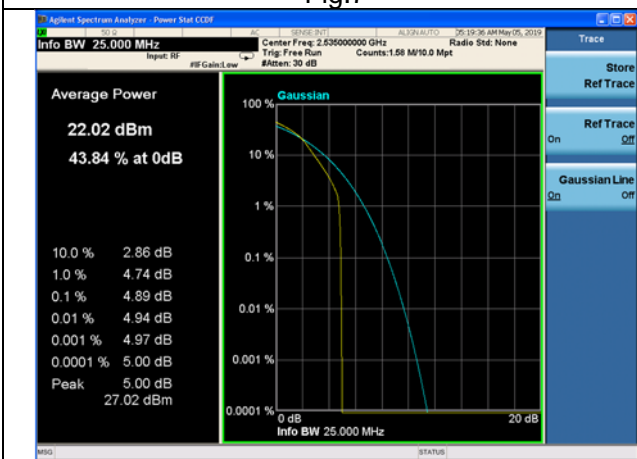 Agilent Spectrum Analyzer - Power Stat CCDF
50 Ω AC SENSE:INT ALIGN AUTO 05:19:36 AM May 05, 2019
Info BW 25.000 MHz
Input: RF
#IFGain:Low
Center Freq: 2.535000000 GHz
Trig: Free Run Counts:1.58 M/10.0 Mpt
#Atten: 30 dB
Radio Std: None
Trace
Store
Ref Trace
Ref Trace
On Off
Gaussian Line
On Off
Average Power
22.02 dBm
43.84 % at 0dB
10.0 % 2.86 dB
1.0 % 4.74 dB
0.1 % 4.89 dB
0.01 % 4.94 dB
0.001 % 4.97 dB
0.0001 % 5.00 dB
Peak 5.00 dB
27.02 dBm
Gaussian
100 %
10 %
1 %
0.1 %
0.01 %
0.001 %
0.0001 %
0 dB 20 dB
Info BW 25.000 MHz
MSG STATUS